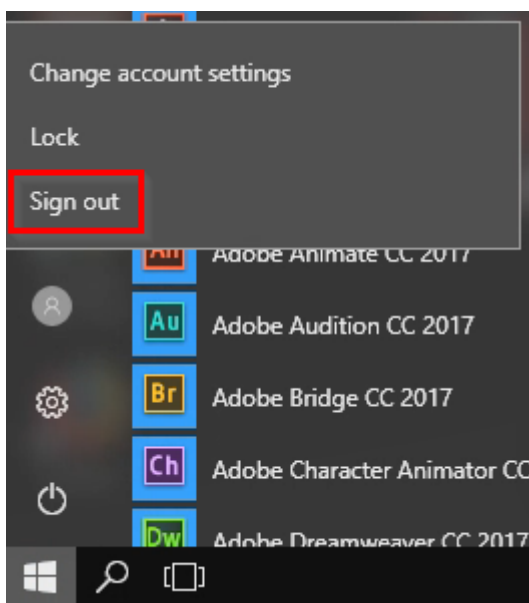 Change account settings
Lock
Sign out
An Adobe Animate CC 2017
Au Adobe Audition CC 2017
Br Adobe Bridge CC 2017
Ch Adobe Character Animator CC
Dw Adobe Dreamweaver CC 2017